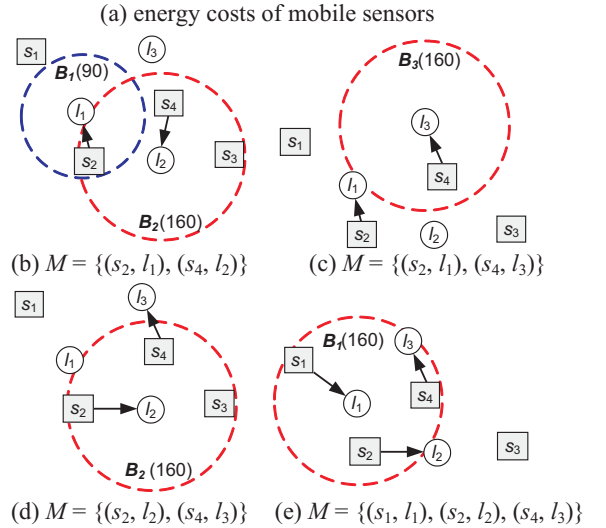 (a) energy costs of mobile sensors
s1 B1(90) l3
l1 s4
s2 l2 s3
B2(160)
(b) M = {(s2, l1), (s4, l2)}
B3(160)
s1 l3
l1 s4
s2 l2 s3
(c) M = {(s2, l1), (s4, l3)}
s1 l3
l1 s4
s2 l2 s3
B2(160)
(d) M = {(s2, l2), (s4, l3)}
s1 B1(160) l3
l1 s4
s2 l2 s3
(e) M = {(s1, l1), (s2, l2), (s4, l3)}